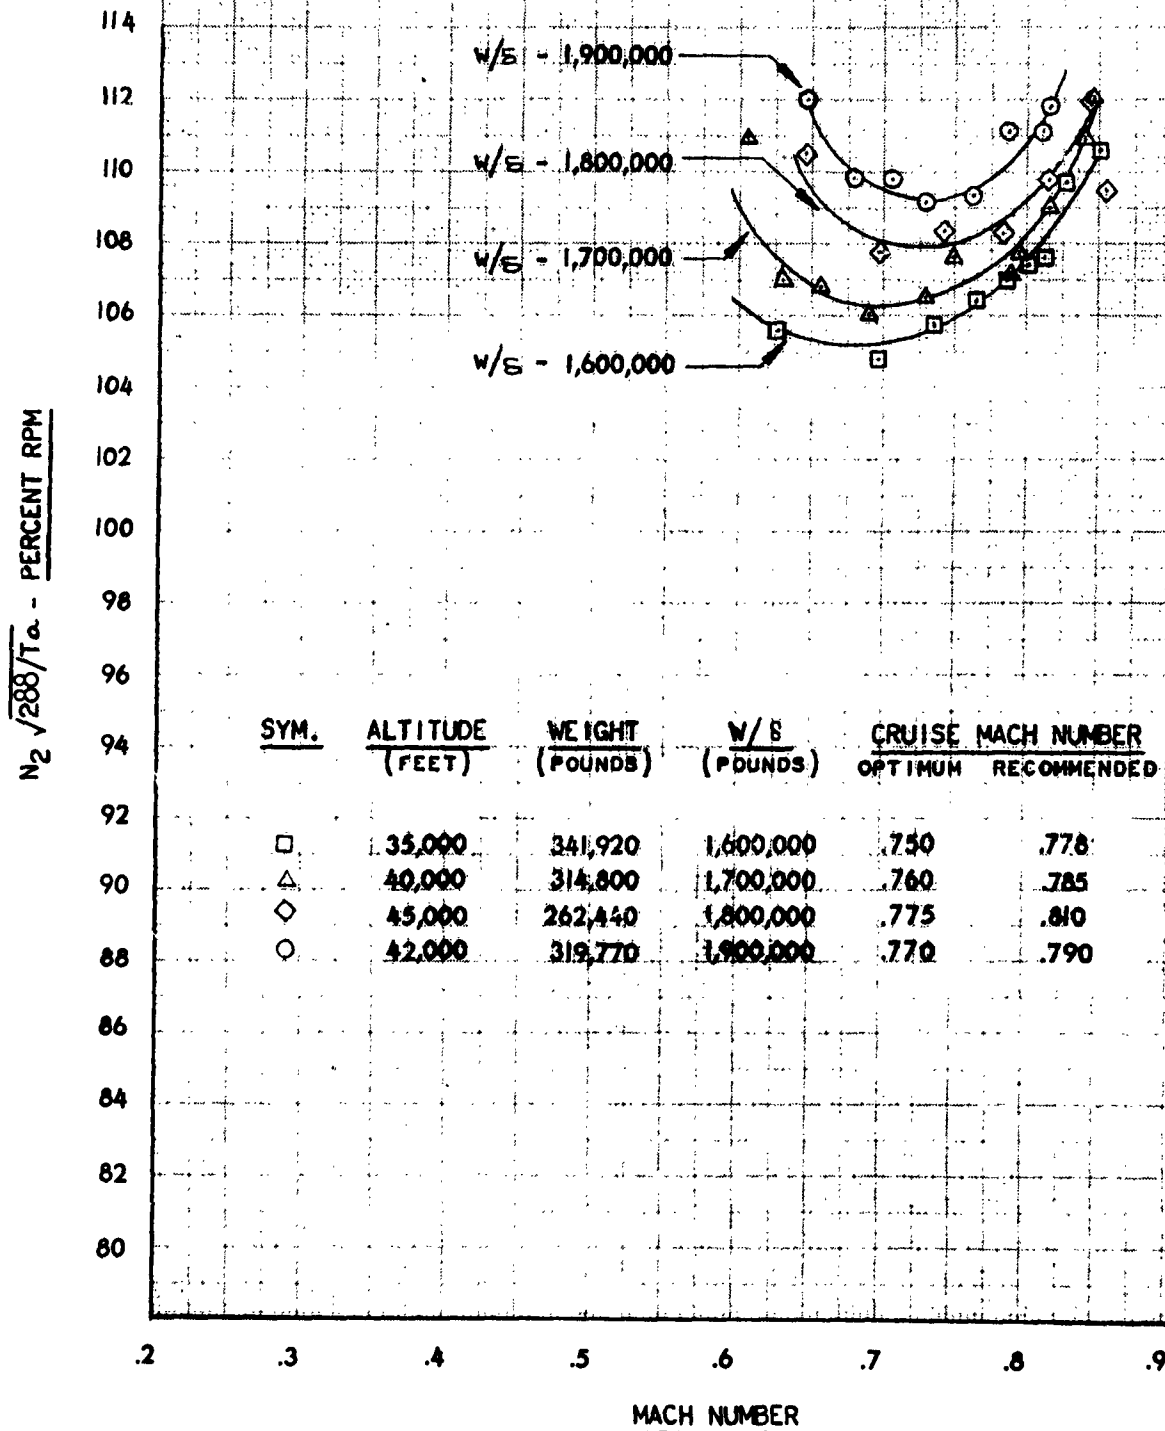 114
W/δ - 1,900,000
112
110
W/δ - 1,800,000
108
W/δ - 1,700,000
106
W/δ - 1,600,000
104
102
100
98
96
94
92
90
88
86
84
82
80
N2 √288/Ta - PERCENT RPM
SYM. ALTITUDE WEIGHT W/δ CRUISE MACH NUMBER
(FEET) (POUNDS) (POUNDS) OPTIMUM RECOMMENDED
□ 35,000 341,920 1,600,000 .750 .778
△ 40,000 314,800 1,700,000 .760 .785
◇ 45,000 262,440 1,800,000 .775 .810
○ 42,000 319,770 1,900,000 .770 .790
.2 .3 .4 .5 .6 .7 .8 .9
MACH NUMBER